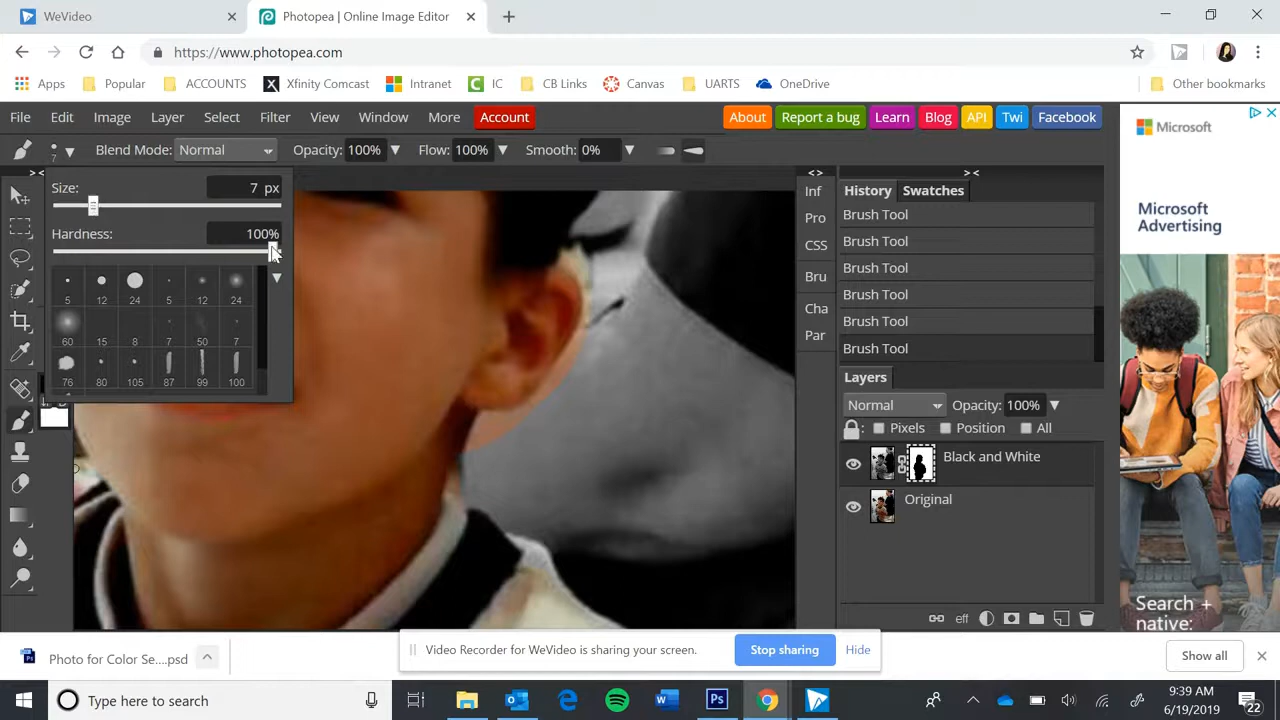 WeVideo
Photopea | Online Image Editor
https://www.photopea.com
Apps Popular ACCOUNTS Xfinity Comcast Intranet IC CB Links Canvas UARTS OneDrive Other bookmarks
File Edit Image Layer Select Filter View Window More Account About Report a bug Learn Blog API Twi Facebook
7 Blend Mode: Normal Opacity: 100% Flow: 100% Smooth: 0%
Size: 7 px
Hardness: 100%
5 12 24 5 12 24
60 15 8 7 50 7
76 80 105 87 99 100
Inf
Pro
CSS
Bru
Cha
Par
History Swatches
Brush Tool
Brush Tool
Brush Tool
Brush Tool
Brush Tool
Brush Tool
Layers
Normal Opacity: 100%
Pixels Position All
Black and White
Original
eff
Microsoft
Microsoft
Advertising
Search +
native:
Photo for Color Se....psd
Video Recorder for WeVideo is sharing your screen. Stop sharing Hide
Show all
Type here to search
9:39 AM
6/19/2019
22